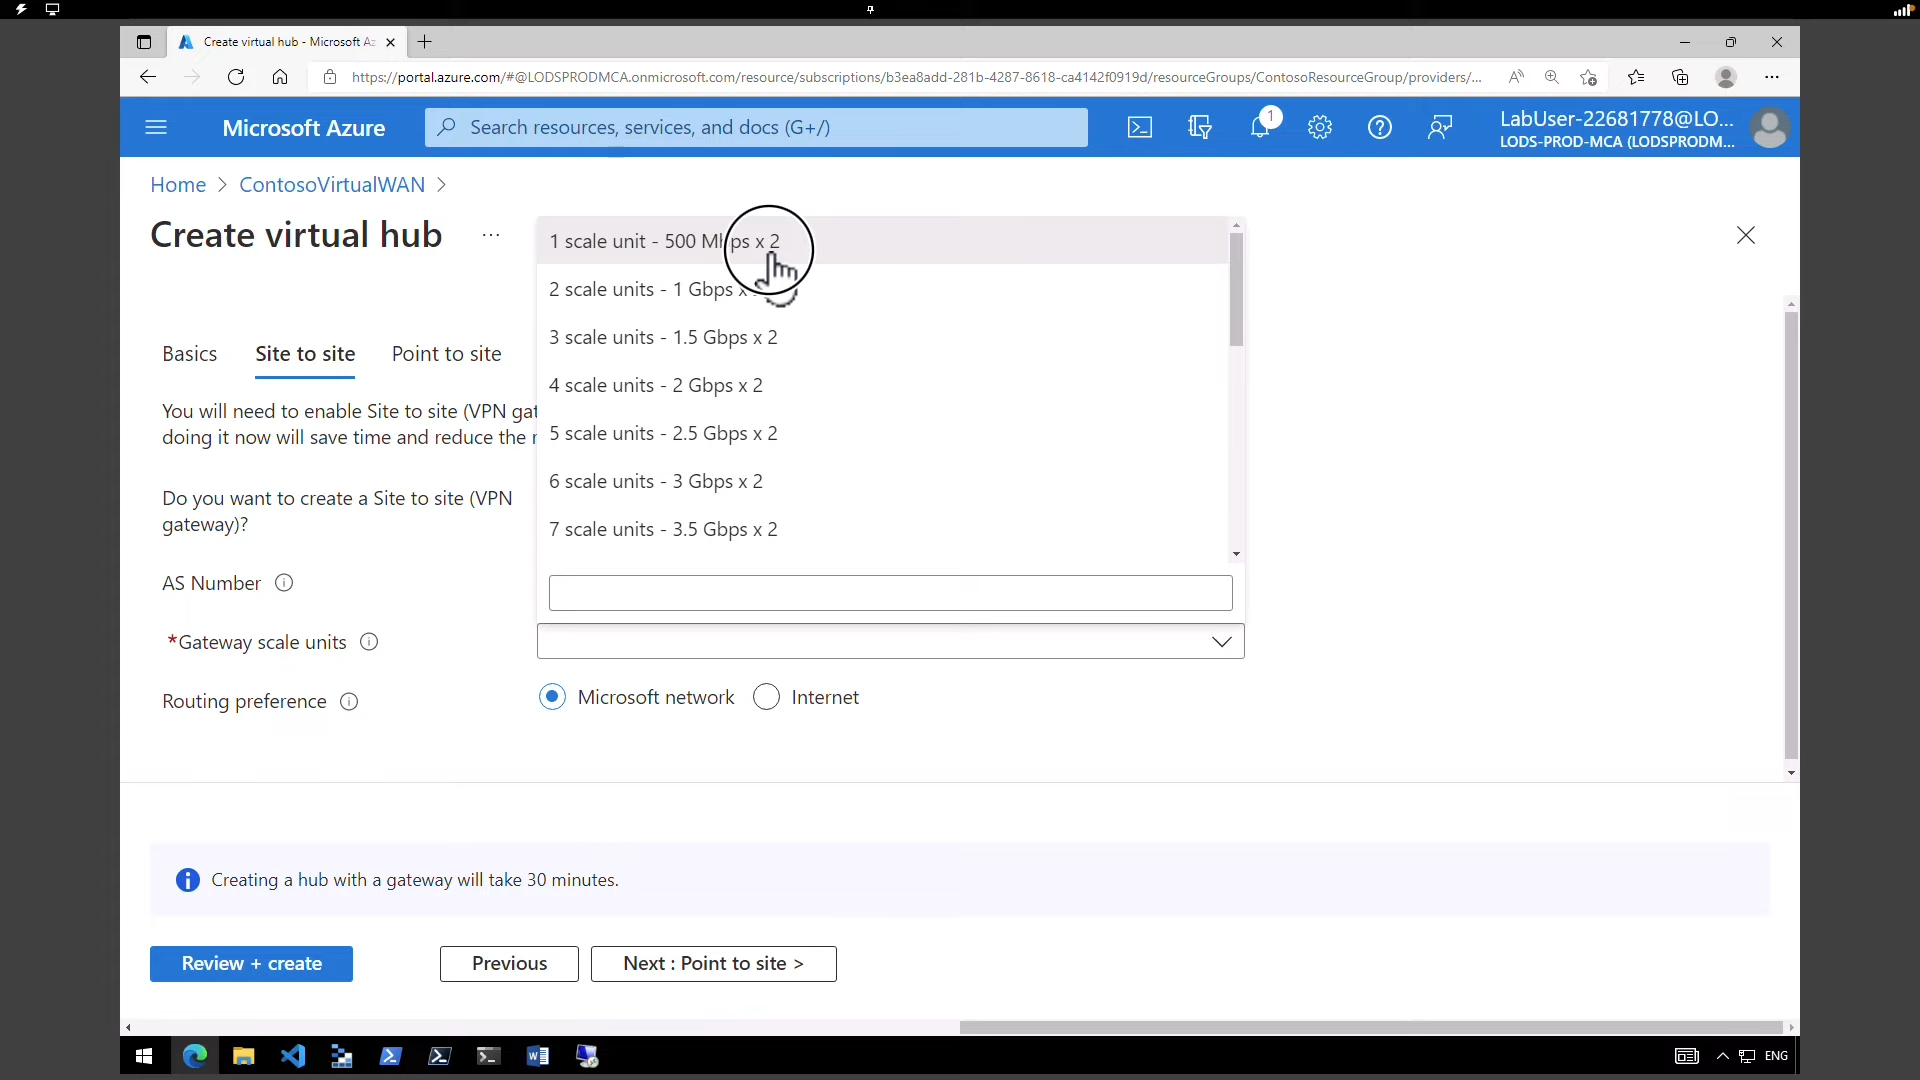 Create virtual hub - Microsoft Az
https://portal.azure.com/#@LODSPRODMCA.onmicrosoft.com/resource/subscriptions/b3ea8add-281b-4287-8618-ca4142f0919d/resourceGroups/ContosoResourceGroup/providers/...
Microsoft Azure
Search resources, services, and docs (G+/)
1
LabUser-22681778@LO...
LODS-PROD-MCA (LODSPRODM...
Home > ContosoVirtualWAN >
Create virtual hub ...
1 scale unit - 500 Mbps x 2
2 scale units - 1 Gbps x
3 scale units - 1.5 Gbps x 2
4 scale units - 2 Gbps x 2
5 scale units - 2.5 Gbps x 2
6 scale units - 3 Gbps x 2
7 scale units - 3.5 Gbps x 2
Basics Site to site Point to site
You will need to enable Site to site (VPN gat
doing it now will save time and reduce the r
Do you want to create a Site to site (VPN
gateway)?
AS Number
*Gateway scale units
Routing preference
Microsoft network Internet
Creating a hub with a gateway will take 30 minutes.
Review + create Previous Next : Point to site >
ENG